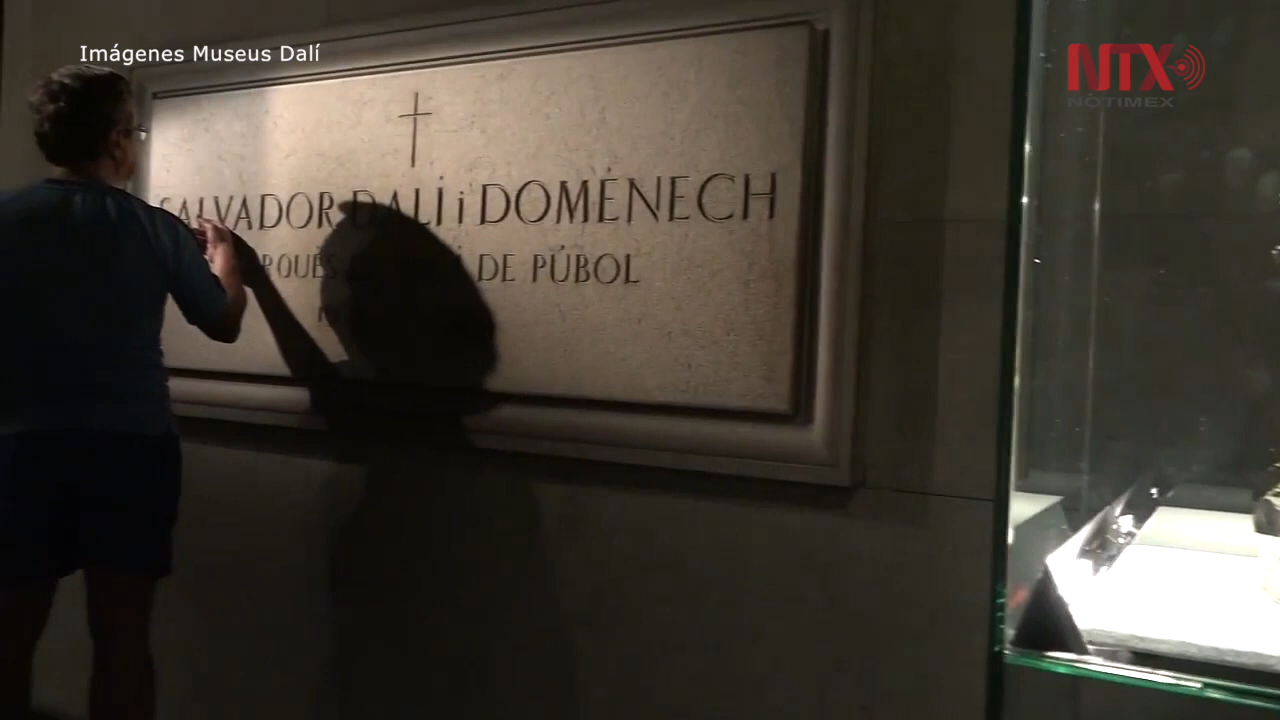 Imágenes Museus Dalí
NTX
NOTIMEX
SALVADOR DALÍ i DOMÈNECH
DE PÚBOL